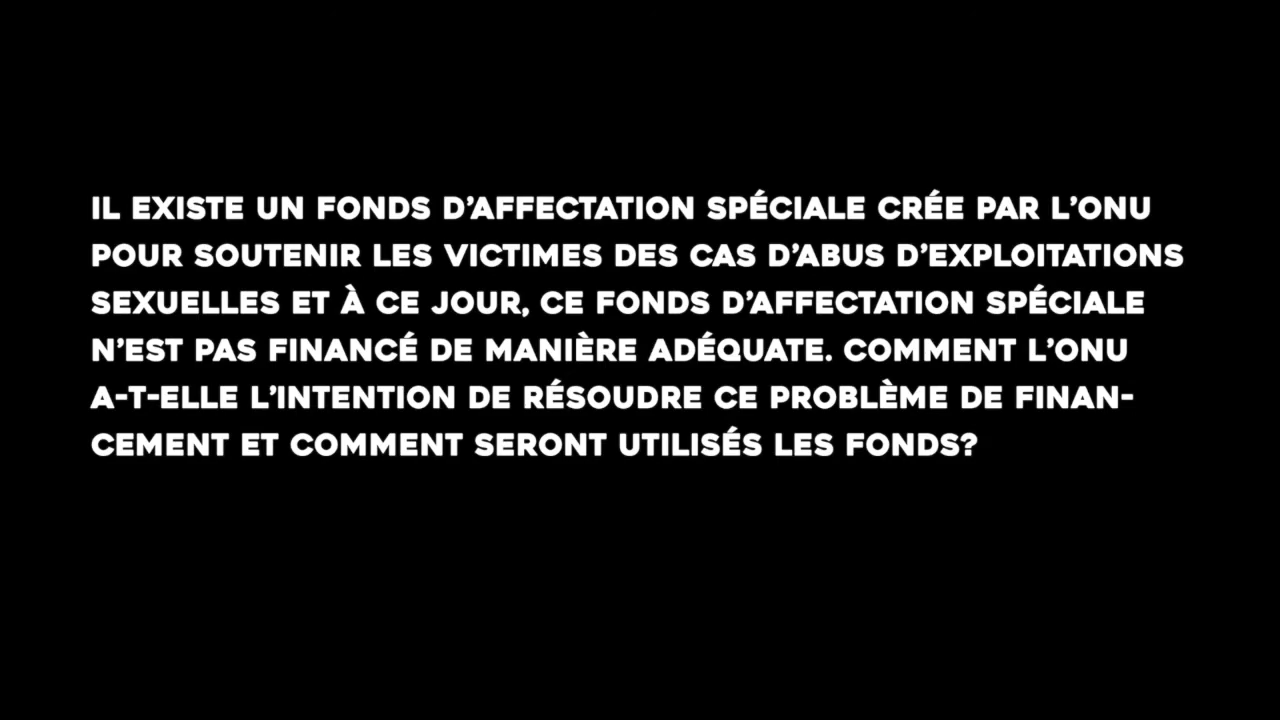 IL EXISTE UN FONDS D’AFFECTATION SPÉCIALE CRÉE PAR L’ONU
POUR SOUTENIR LES VICTIMES DES CAS D’ABUS D’EXPLOITATIONS
SEXUELLES ET À CE JOUR, CE FONDS D’AFFECTATION SPÉCIALE
N’EST PAS FINANCÉ DE MANIÈRE ADÉQUATE. COMMENT L’ONU
A-T-ELLE L’INTENTION DE RÉSOUDRE CE PROBLÈME DE FINAN-
CEMENT ET COMMENT SERONT UTILISÉS LES FONDS?